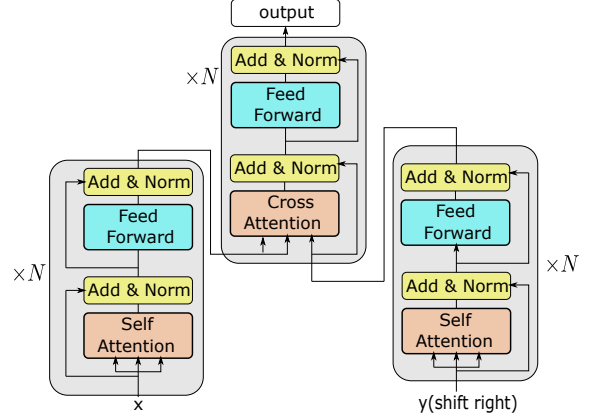 output
×N
Add & Norm
Feed
Forward
Add & Norm
Cross
Attention
Add & Norm
Feed
Forward
×N
Add & Norm
Self
Attention
x
Add & Norm
Feed
Forward
×N
Add & Norm
Self
Attention
y(shift right)